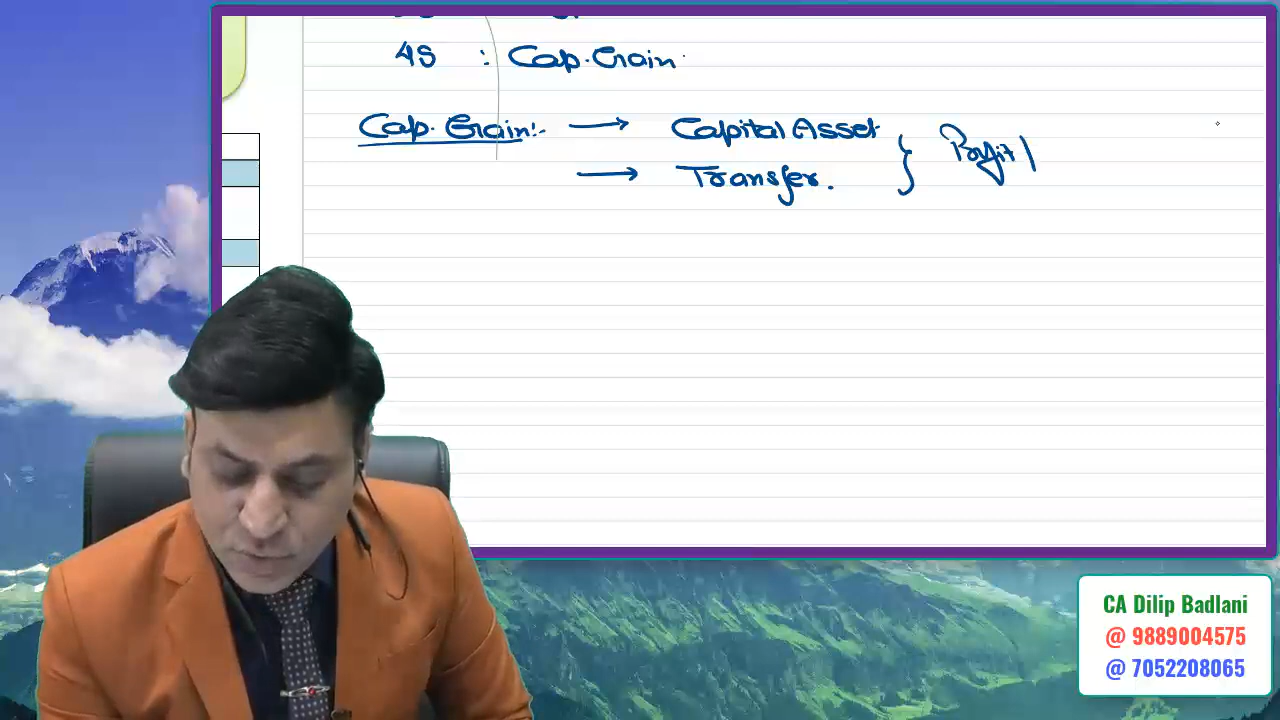 45 : Cap. Gain
Cap. Gain:- → Capital Asset
→ Transfer. } Profit /
CA Dilip Badlani
@ 9889004575
@ 7052208065